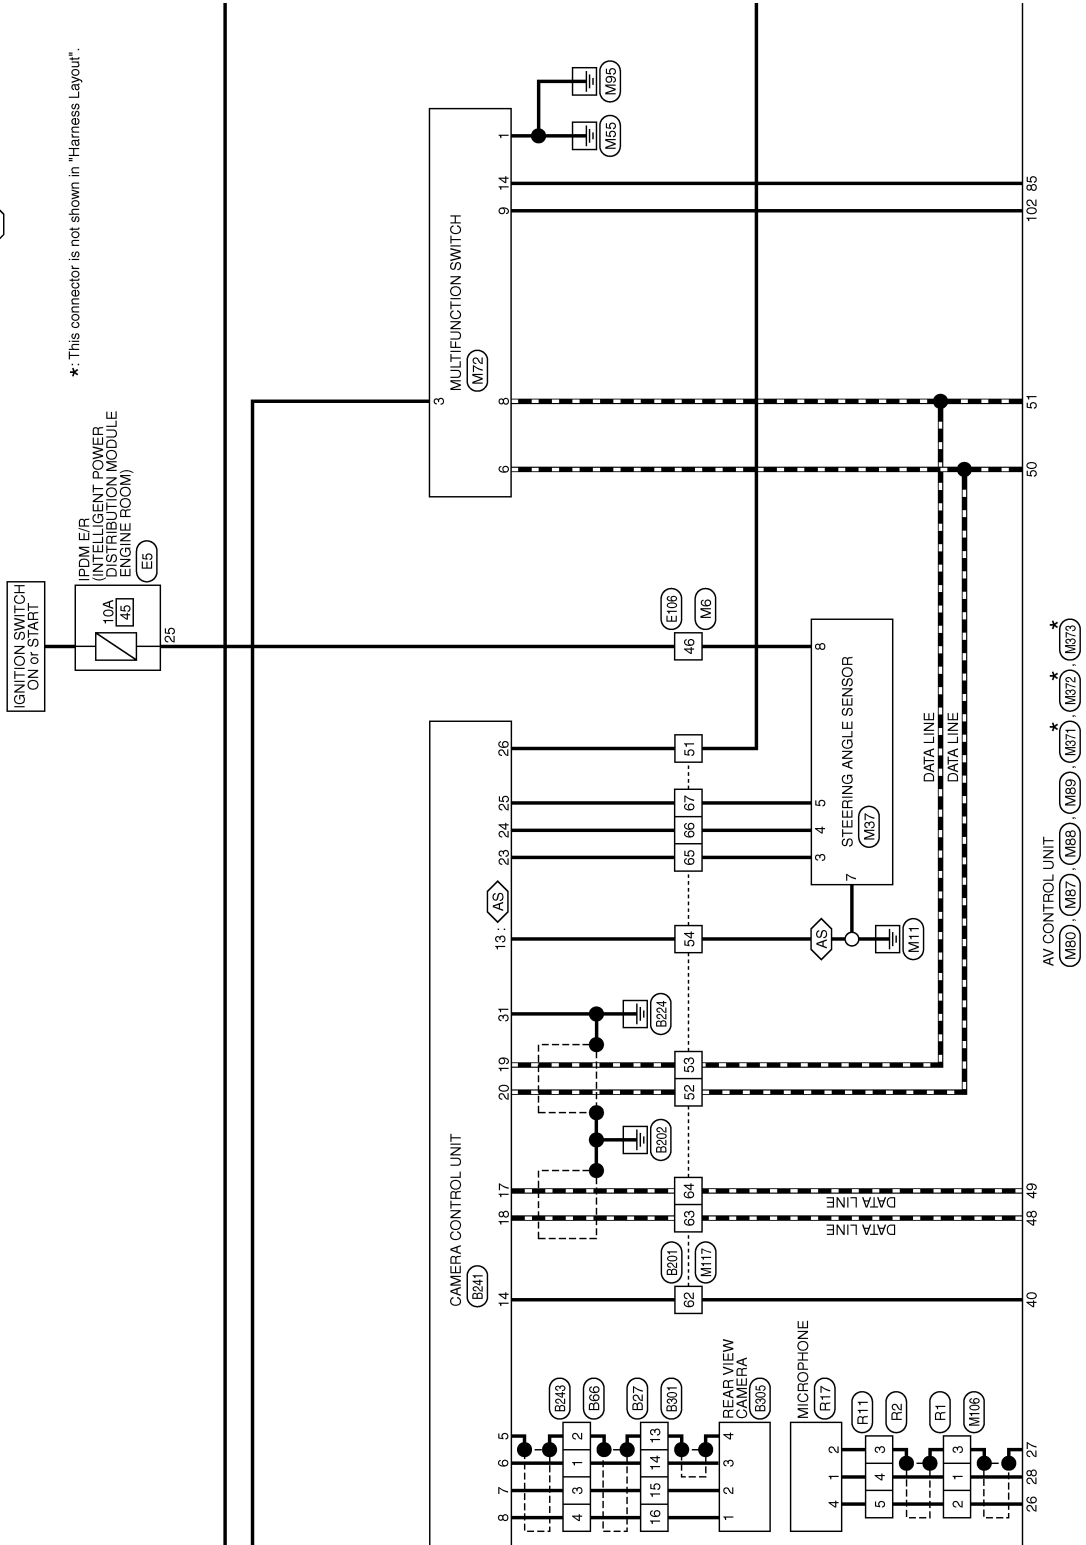 *: This connector is not shown in "Harness Layout".
IGNITION SWITCH
ON or START
IPDM E/R
(INTELLIGENT POWER
DISTRIBUTION MODULE
ENGINE ROOM)
E5
10A
45
25
MULTIFUNCTION SWITCH
M72
3
6
8
9
14
1
M55
M95
CAMERA CONTROL UNIT
B241
8
7
6
5
14
18
17
20
19
31
13 :
AS
23
24
25
26
B202
B224
B243
B66
4
3
1
2
B27
B301
16
15
14
13
REAR VIEW
CAMERA
B305
1
2
3
4
B201
M117
62
63
64
52
53
54
65
66
67
51
E106
M6
46
STEERING ANGLE SENSOR
M37
7
3
4
5
8
AS
M11
DATA LINE
DATA LINE
DATA LINE
DATA LINE
MICROPHONE
R17
4
1
2
R11
R2
5
4
3
R1
M106
2
1
3
26
28
27
40
48
49
50
51
102
85
AV CONTROL UNIT
M80 , M87 , M88 , M89 , M371 *, M372 *, M373 *